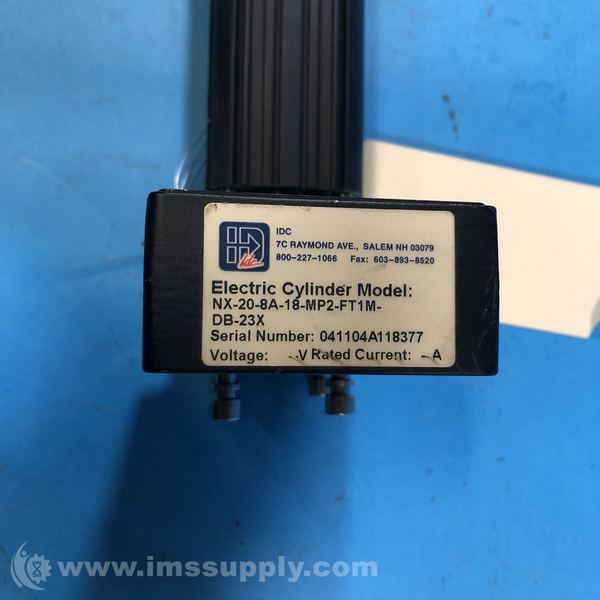 IDC
7C RAYMOND AVE., SALEM NH 03079
800-227-1066 Fax: 603-893-8520
Idc
Electric Cylinder Model:
NX-20-8A-18-MP2-FT1M-
DB-23X
Serial Number: 041104A118377
Voltage: --V Rated Current: - A
www.imssupply.com